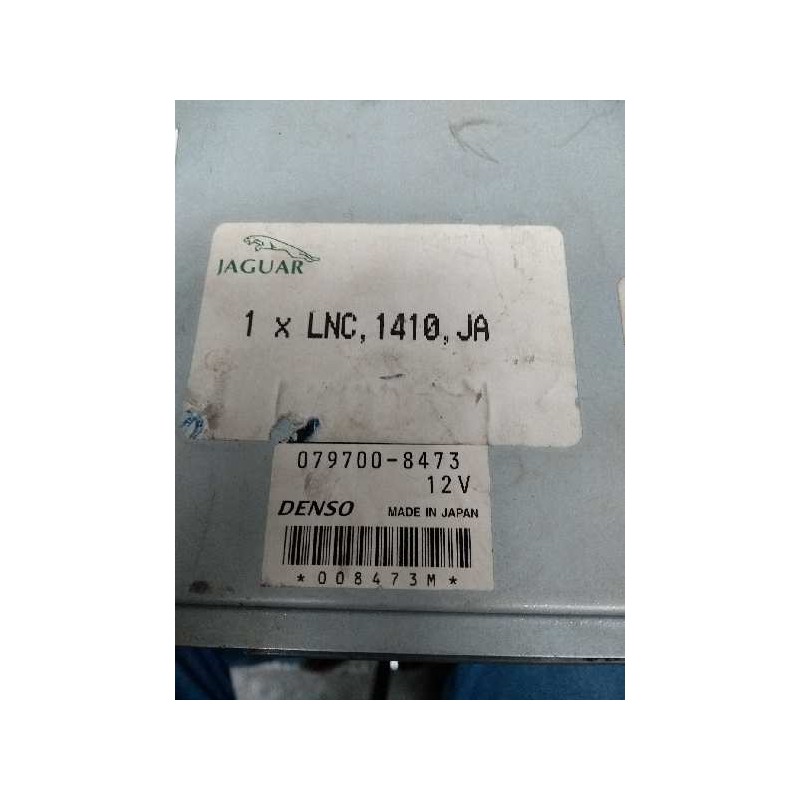 JAGUAR
1 x LNC,1410,JA
079700-8473
12V
DENSO MADE IN JAPAN
*008473M*